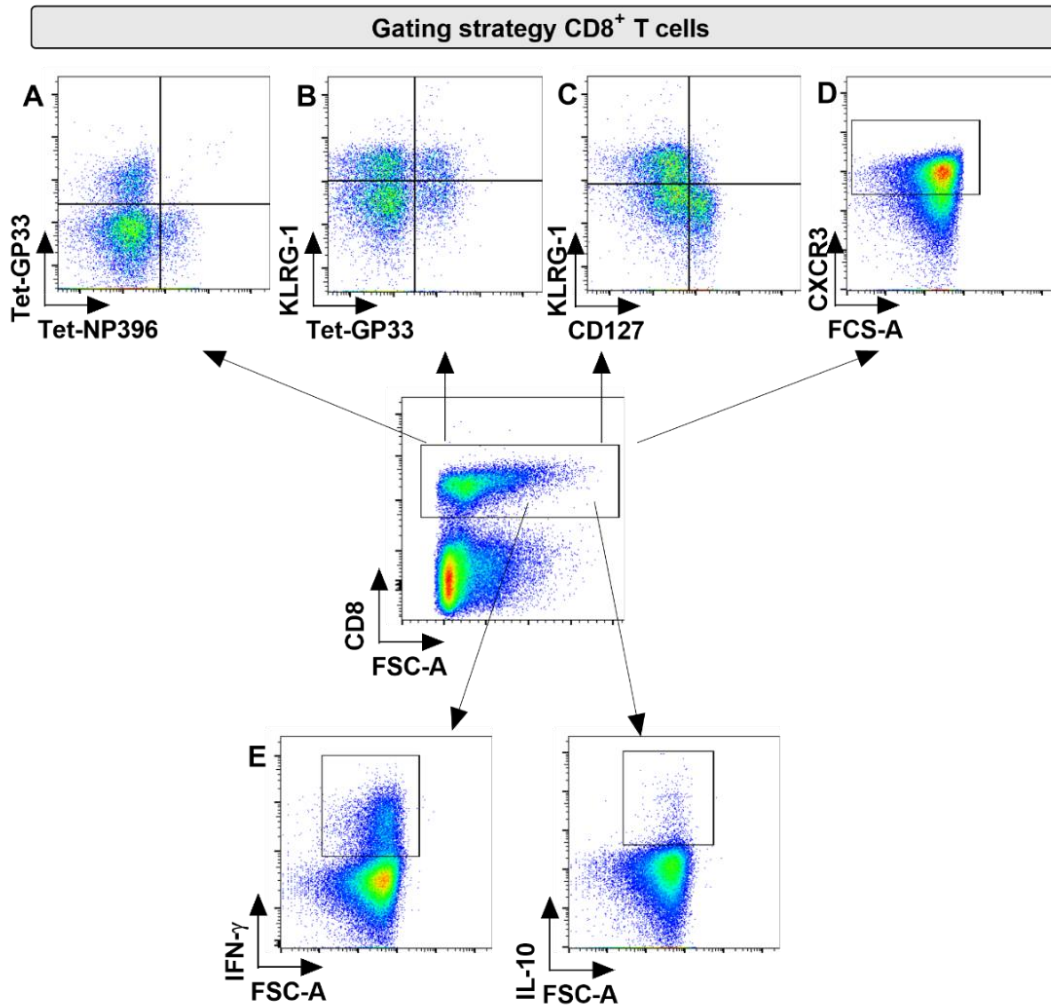 Gating strategy CD8⁺ T cells
A
B
C
D
Tet-GP33
Tet-NP396
KLRG-1
Tet-GP33
KLRG-1
CD127
CXCR3
FCS-A
CD8
FSC-A
E
IFN-γ
FSC-A
IL-10
FSC-A